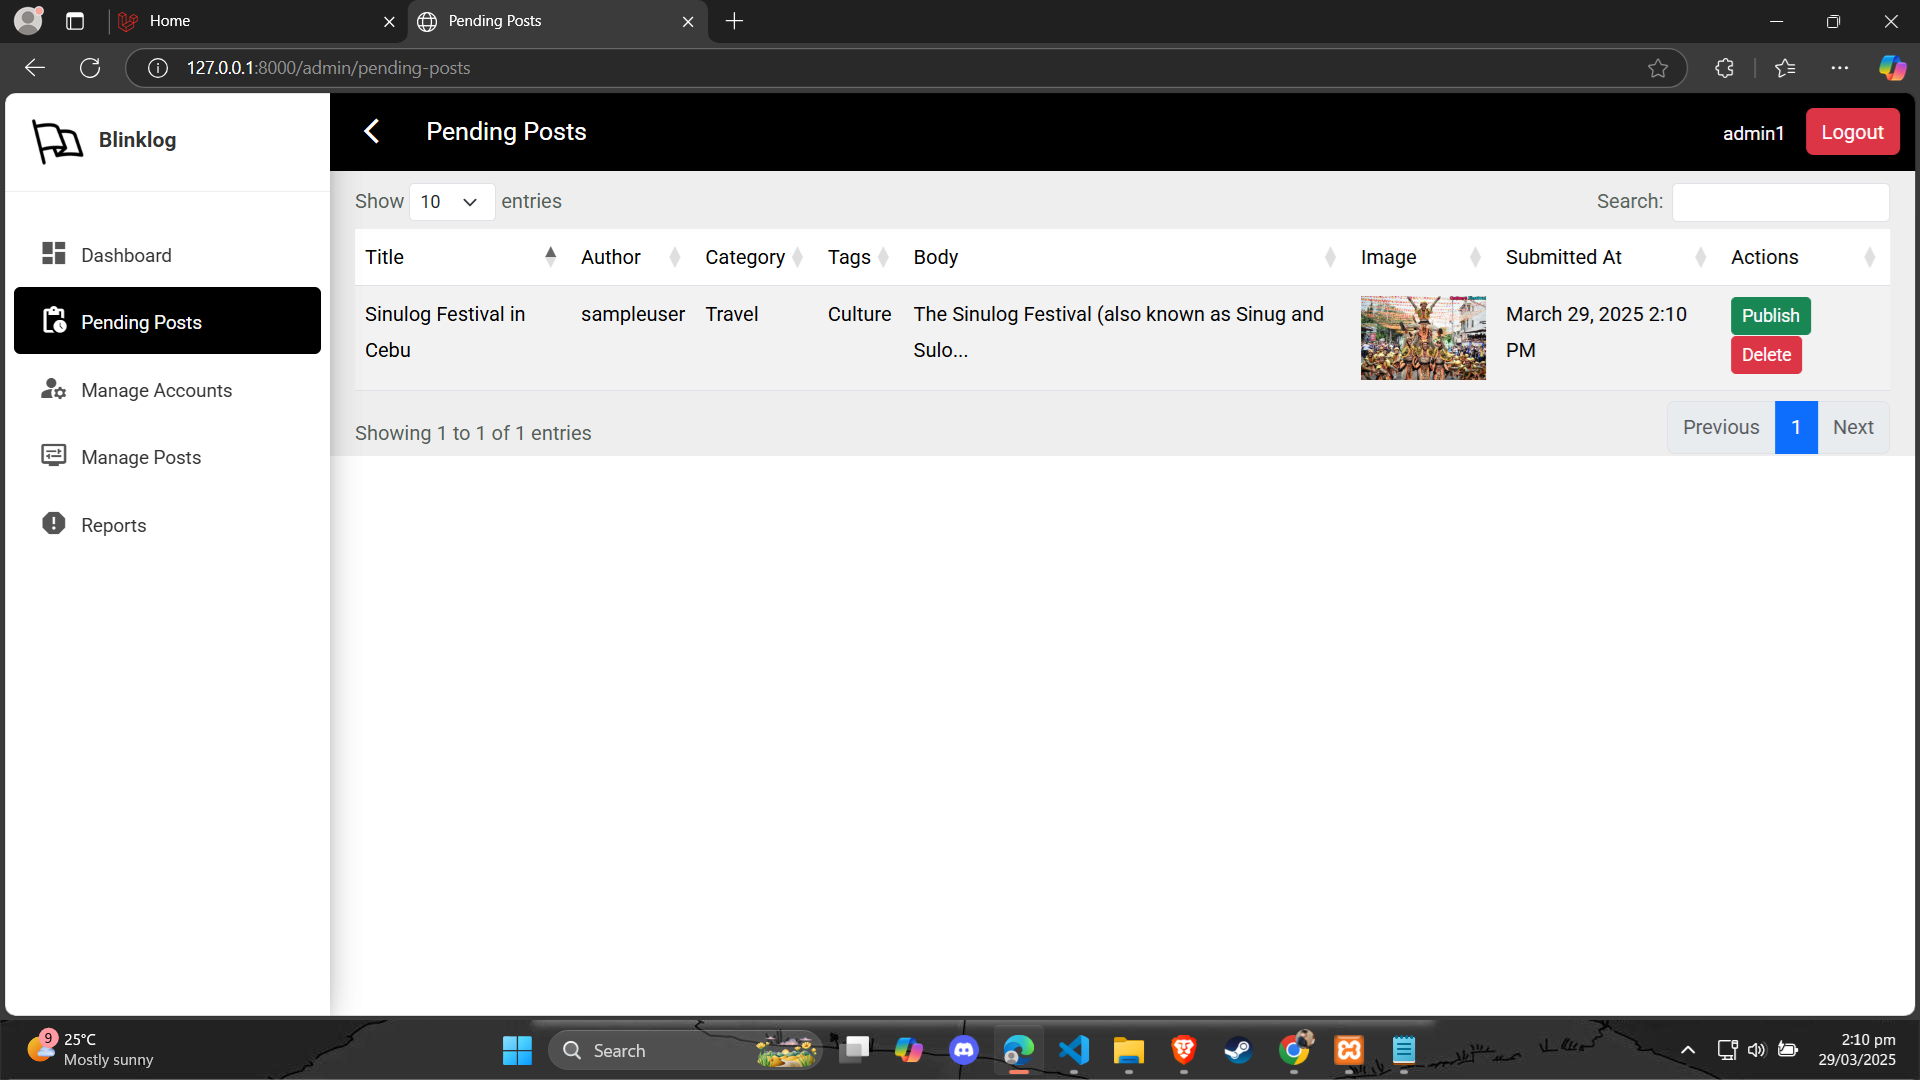 Home
Pending Posts
127.0.0.1:8000/admin/pending-posts
Blinklog
Pending Posts
admin1
Logout
Dashboard
Pending Posts
Manage Accounts
Manage Posts
Reports
Show 10 entries
Search:
Title Author Category Tags Body Image Submitted At Actions
Sinulog Festival in
Cebu
sampleuser
Travel
Culture
The Sinulog Festival (also known as Sinug and
Sulo...
March 29, 2025 2:10
PM
Publish
Delete
Showing 1 to 1 of 1 entries
Previous 1 Next
9
25°C
Mostly sunny
Search
2:10 pm
29/03/2025